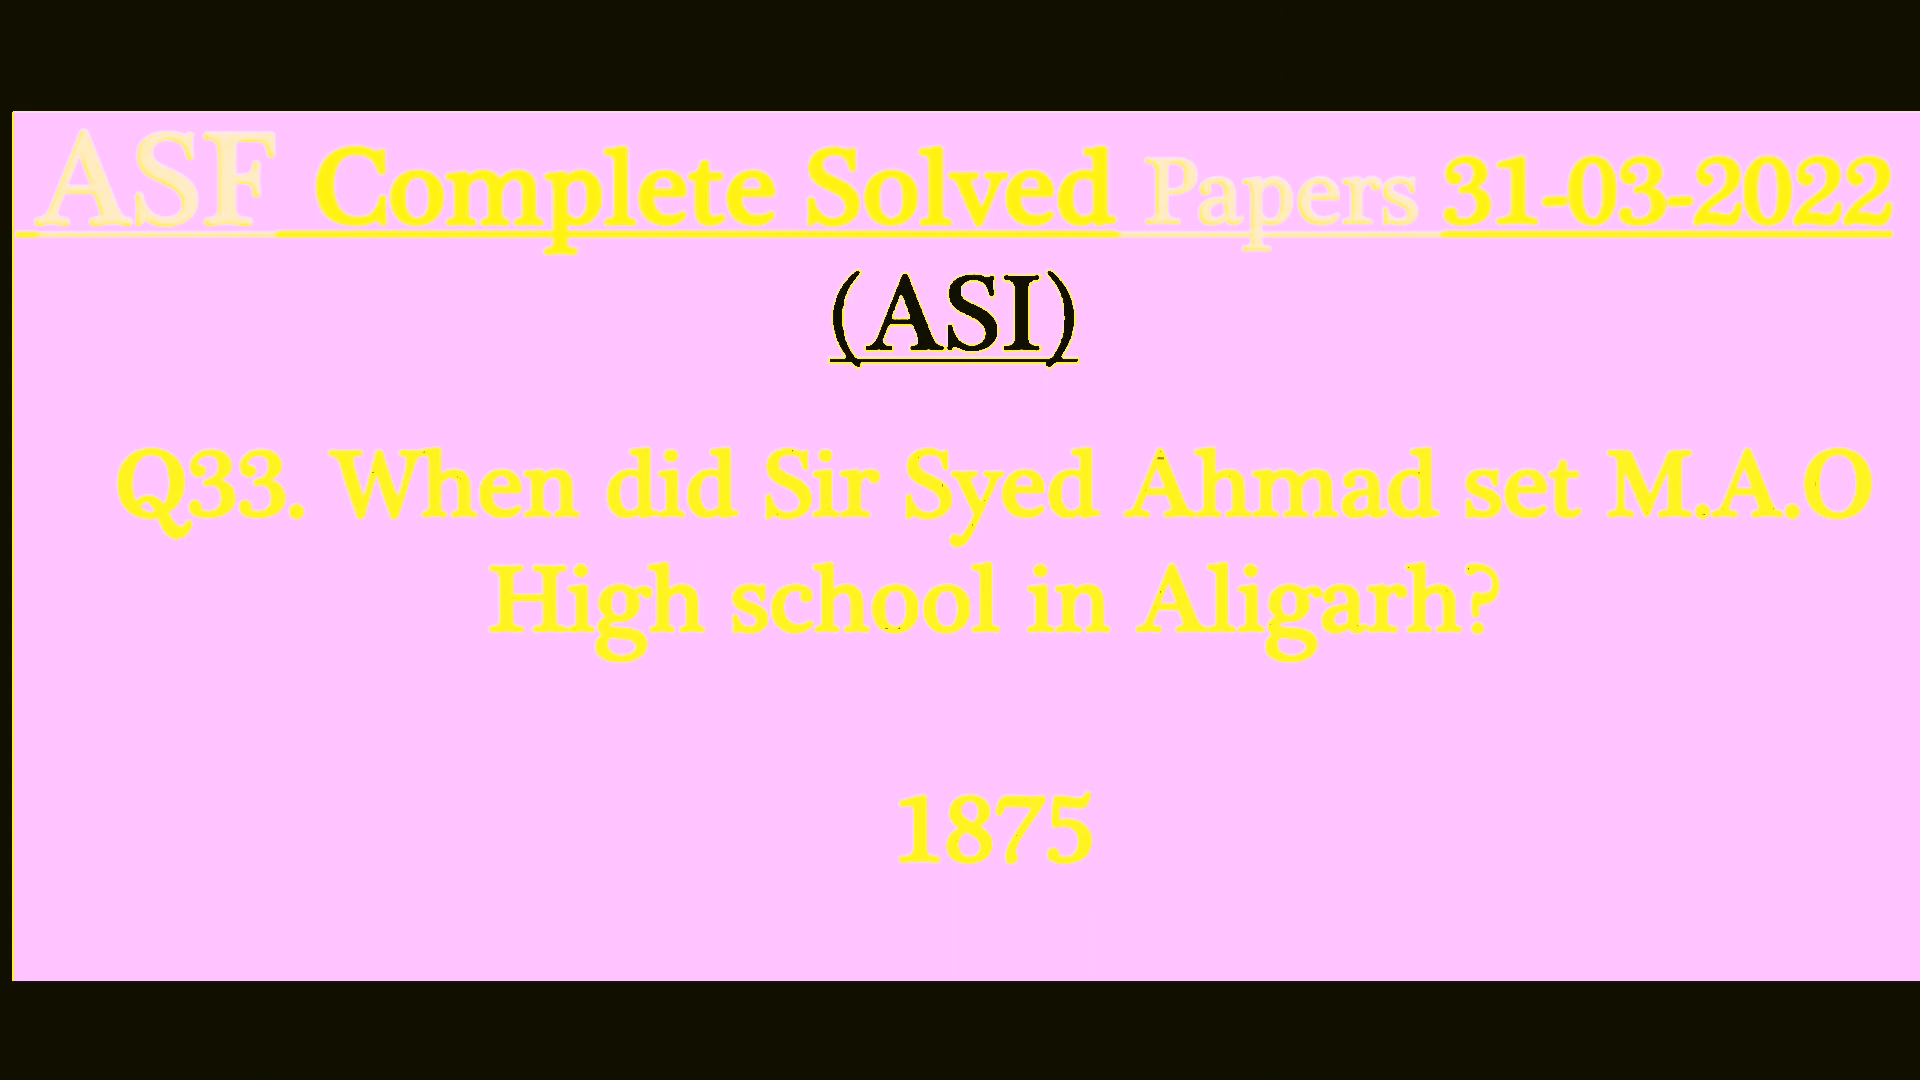 ASF Complete Solved Papers 31-03-2022
(ASI)
Q33. When did Sir Syed Ahmad set M.A.O
High school in Aligarh?
1875